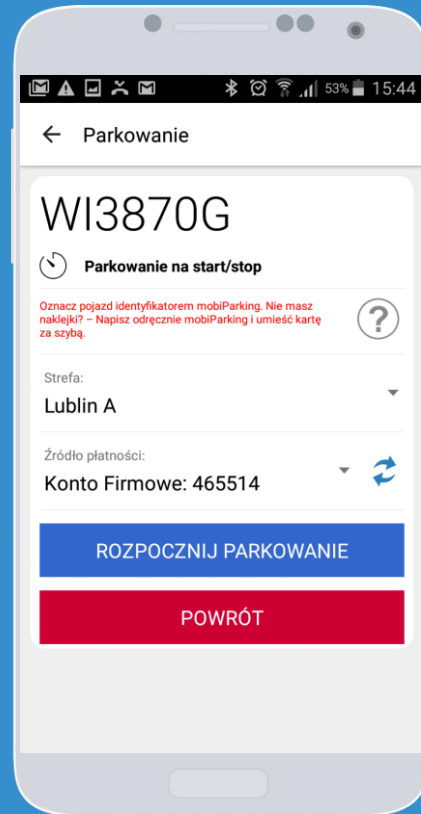 53% 15:44
Parkowanie
WI3870G
Parkowanie na start/stop
Oznacz pojazd identyfikatorem mobiParking. Nie masz
naklejki? – Napisz odręcznie mobiParking i umieść kartę
za szybą.
?
Strefa:
Lublin A
Źródło płatności:
Konto Firmowe: 465514
ROZPOCZNIJ PARKOWANIE
POWRÓT